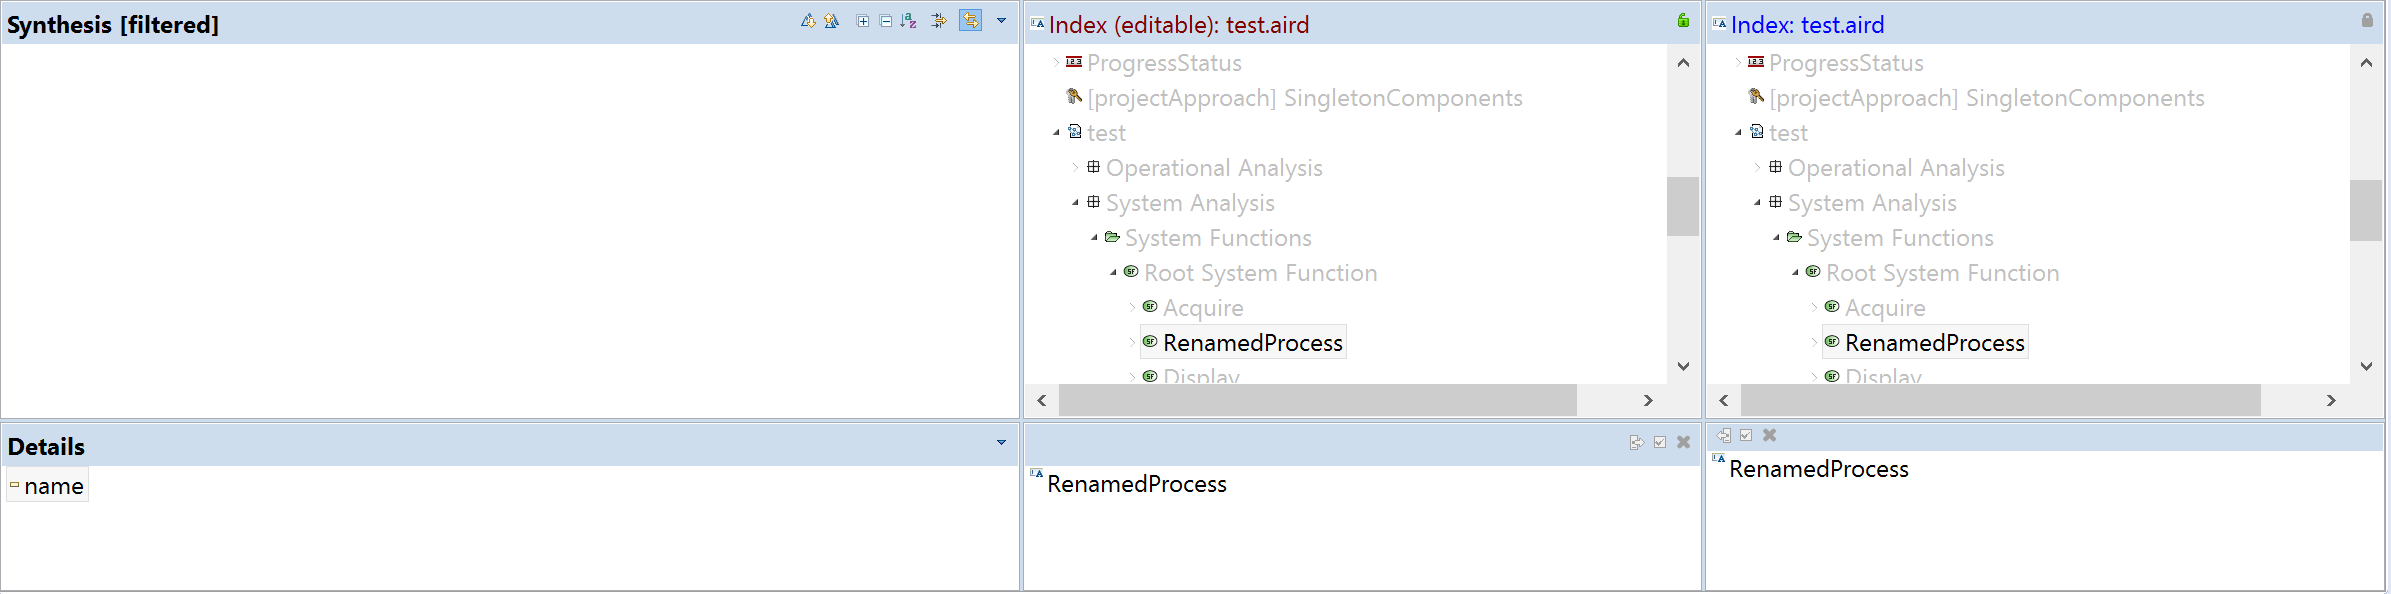 Synthesis [filtered]
Index (editable): test.aird
ProgressStatus
[projectApproach] SingletonComponents
test
Operational Analysis
System Analysis
System Functions
Root System Function
Acquire
RenamedProcess
Display
Index: test.aird
ProgressStatus
[projectApproach] SingletonComponents
test
Operational Analysis
System Analysis
System Functions
Root System Function
Acquire
RenamedProcess
Display
Details
name
RenamedProcess
RenamedProcess